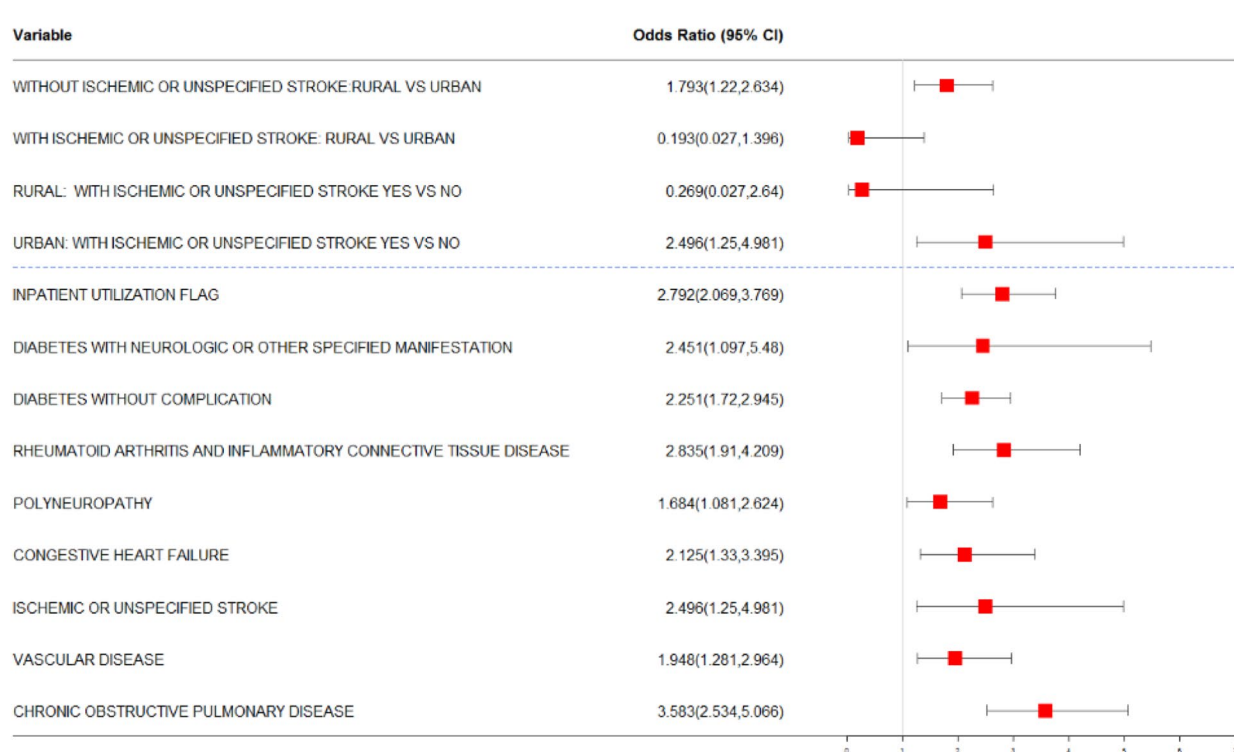 Variable Odds Ratio (95% CI)
WITHOUT ISCHEMIC OR UNSPECIFIED STROKE:RURAL VS URBAN 1.793(1.22,2.634)
WITH ISCHEMIC OR UNSPECIFIED STROKE: RURAL VS URBAN 0.193(0.027,1.396)
RURAL: WITH ISCHEMIC OR UNSPECIFIED STROKE YES VS NO 0.269(0.027,2.64)
URBAN: WITH ISCHEMIC OR UNSPECIFIED STROKE YES VS NO 2.496(1.25,4.981)
INPATIENT UTILIZATION FLAG 2.792(2.069,3.769)
DIABETES WITH NEUROLOGIC OR OTHER SPECIFIED MANIFESTATION 2.451(1.097,5.48)
DIABETES WITHOUT COMPLICATION 2.251(1.72,2.945)
RHEUMATOID ARTHRITIS AND INFLAMMATORY CONNECTIVE TISSUE DISEASE 2.835(1.91,4.209)
POLYNEUROPATHY 1.684(1.081,2.624)
CONGESTIVE HEART FAILURE 2.125(1.33,3.395)
ISCHEMIC OR UNSPECIFIED STROKE 2.496(1.25,4.981)
VASCULAR DISEASE 1.948(1.281,2.964)
CHRONIC OBSTRUCTIVE PULMONARY DISEASE 3.583(2.534,5.066)